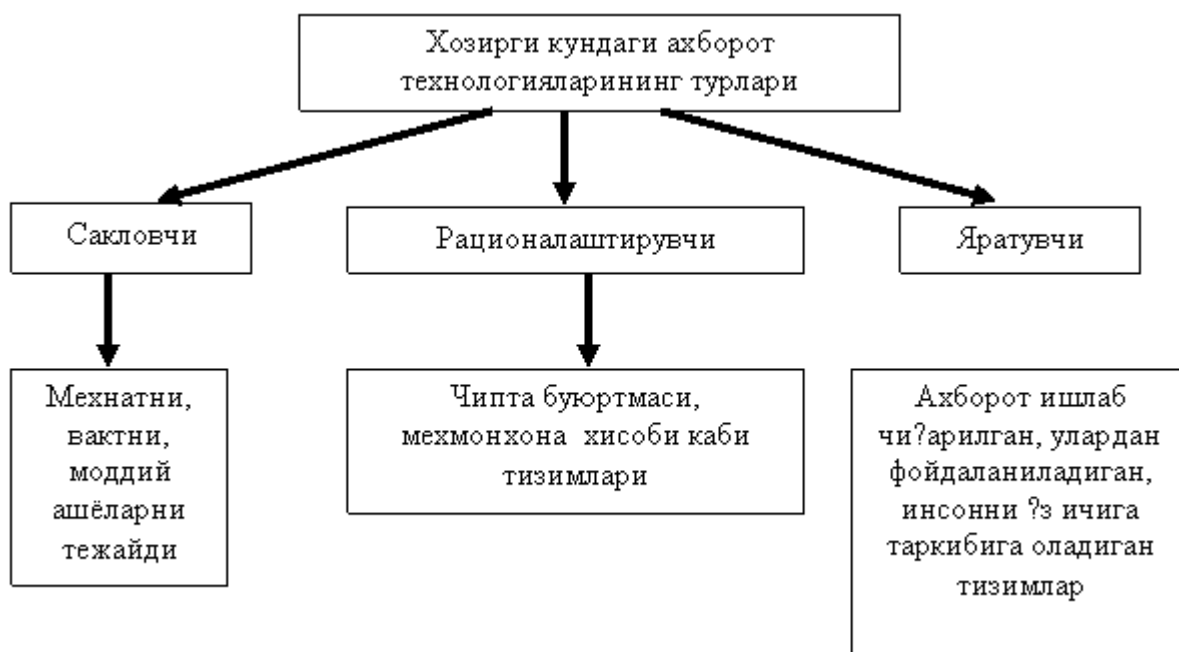 Хозирги кундаги ахборот
технологияларининг турлари
Сакловчи
Рационалаштирувчи
Яратувчи
Мехнатни,
вактни,
моддий
ашёларни
тежайди
Чипта буюртмаси,
мехмонхона хисоби каби
тизимлари
Ахборот ишлаб
чи?арилган, улардан
фойдаланиладиган,
инсонни ?з ичига
таркибига оладиган
тизимлар